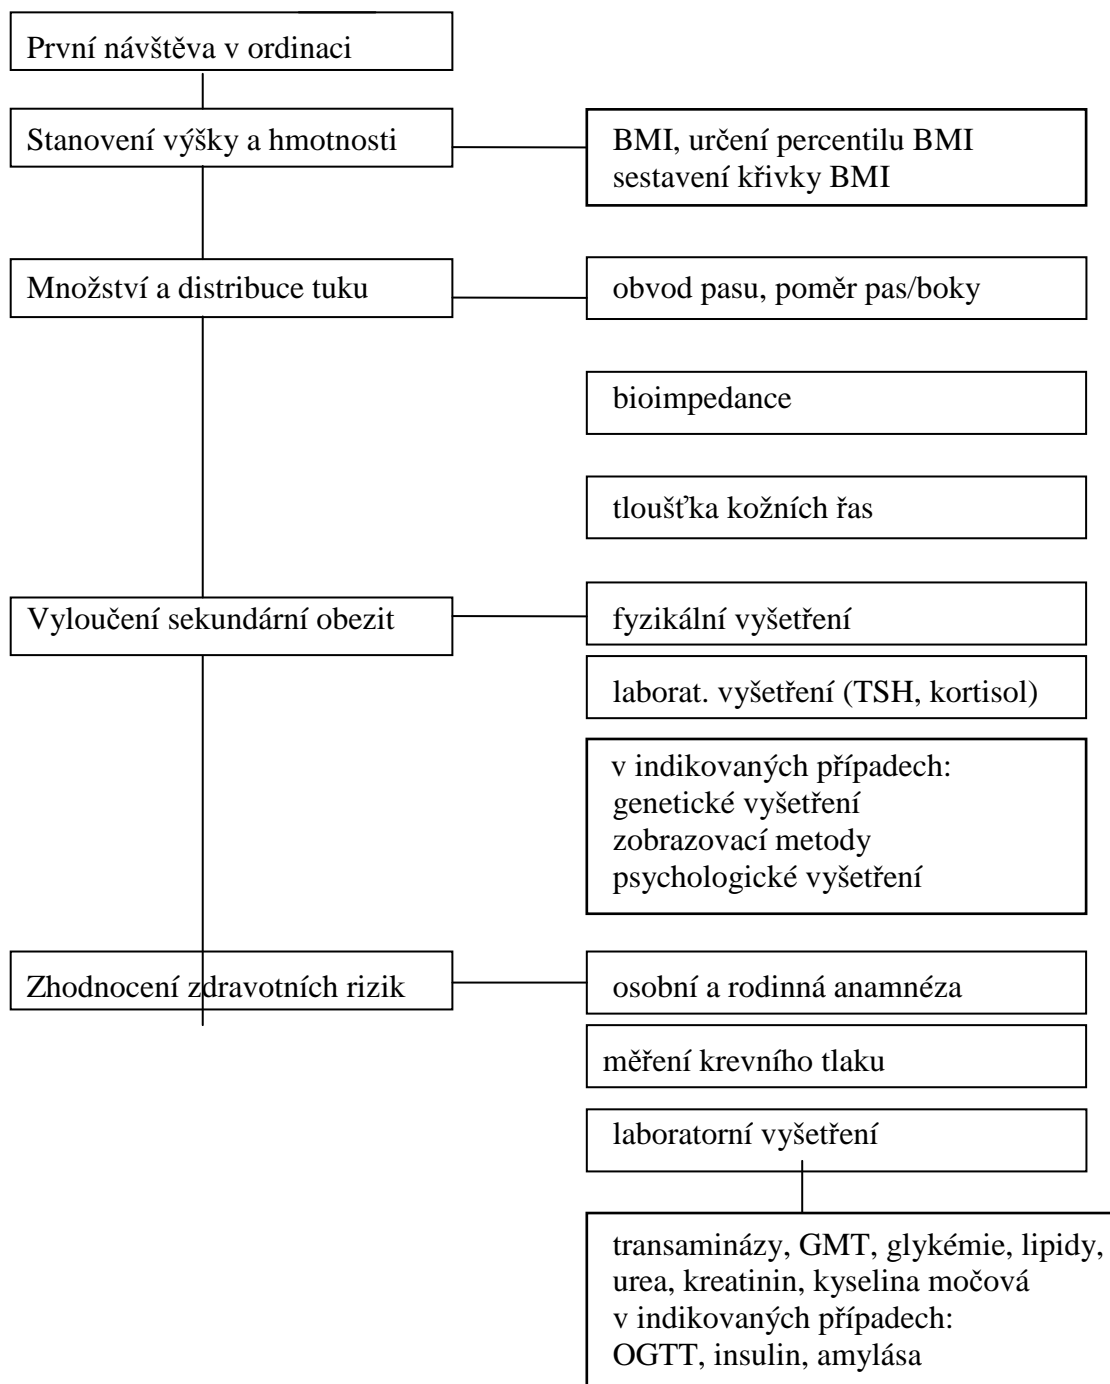 První návštěva v ordinaci
Stanovení výšky a hmotnosti
BMI, určení percentilu BMI
sestavení křivky BMI
Množství a distribuce tuku
obvod pasu, poměr pas/boky
bioimpedance
tloušťka kožních řas
Vyloučení sekundární obezit
fyzikální vyšetření
laborat. vyšetření (TSH, kortisol)
v indikovaných případech:
genetické vyšetření
zobrazovací metody
psychologické vyšetření
Zhodnocení zdravotních rizik
osobní a rodinná anamnéza
měření krevního tlaku
laboratorní vyšetření
transaminázy, GMT, glykémie, lipidy,
urea, kreatinin, kyselina močová
v indikovaných případech:
OGTT, insulin, amylása